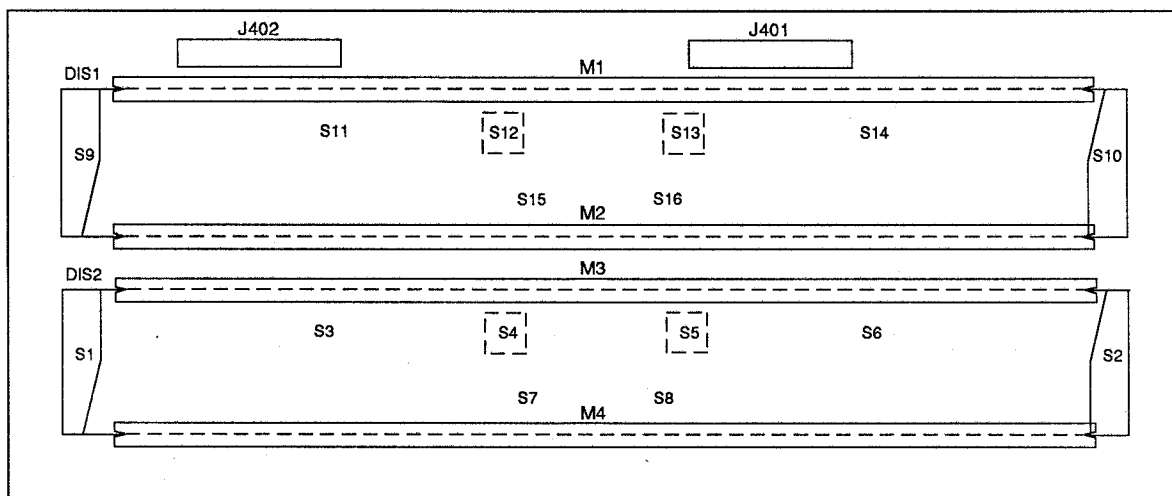 J402 J401
M1
DIS1
S11 S12 S13 S14
S9 S10
S15 S16
M2
DIS2 M3
S3 S4 S5 S6
S1 S2
S7 S8
M4